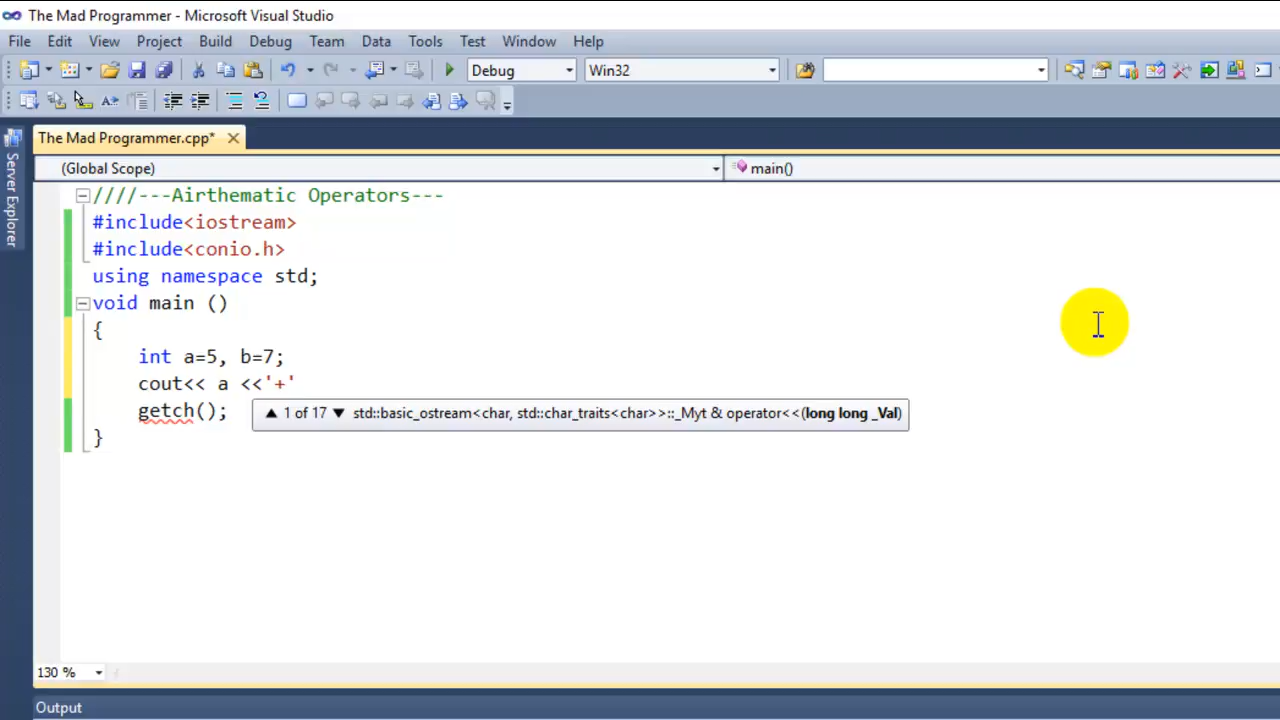 The Mad Programmer - Microsoft Visual Studio
File Edit View Project Build Debug Team Data Tools Test Window Help
Debug Win32
The Mad Programmer.cpp*
Server Explorer
(Global Scope) main()
////---Airthematic Operators---
#include<iostream>
#include<conio.h>
using namespace std;
void main ()
{
int a=5, b=7;
cout<< a <<'+'
getch();
1 of 17 std::basic_ostream<char, std::char_traits<char>>::_Myt & operator<<(long long _Val)
}
130 %
Output